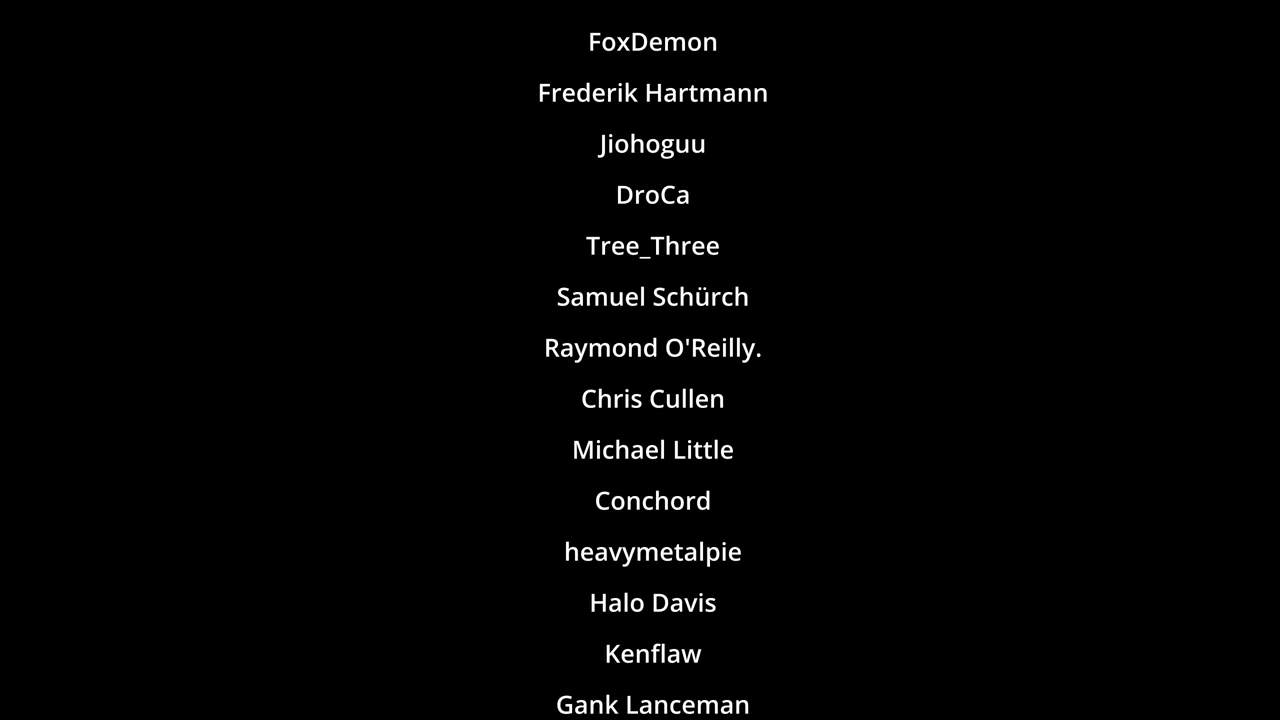 FoxDemon
Frederik Hartmann
Jiohoguu
DroCa
Tree_Three
Samuel Schürch
Raymond O'Reilly.
Chris Cullen
Michael Little
Conchord
heavymetalpie
Halo Davis
Kenflaw
Gank Lanceman